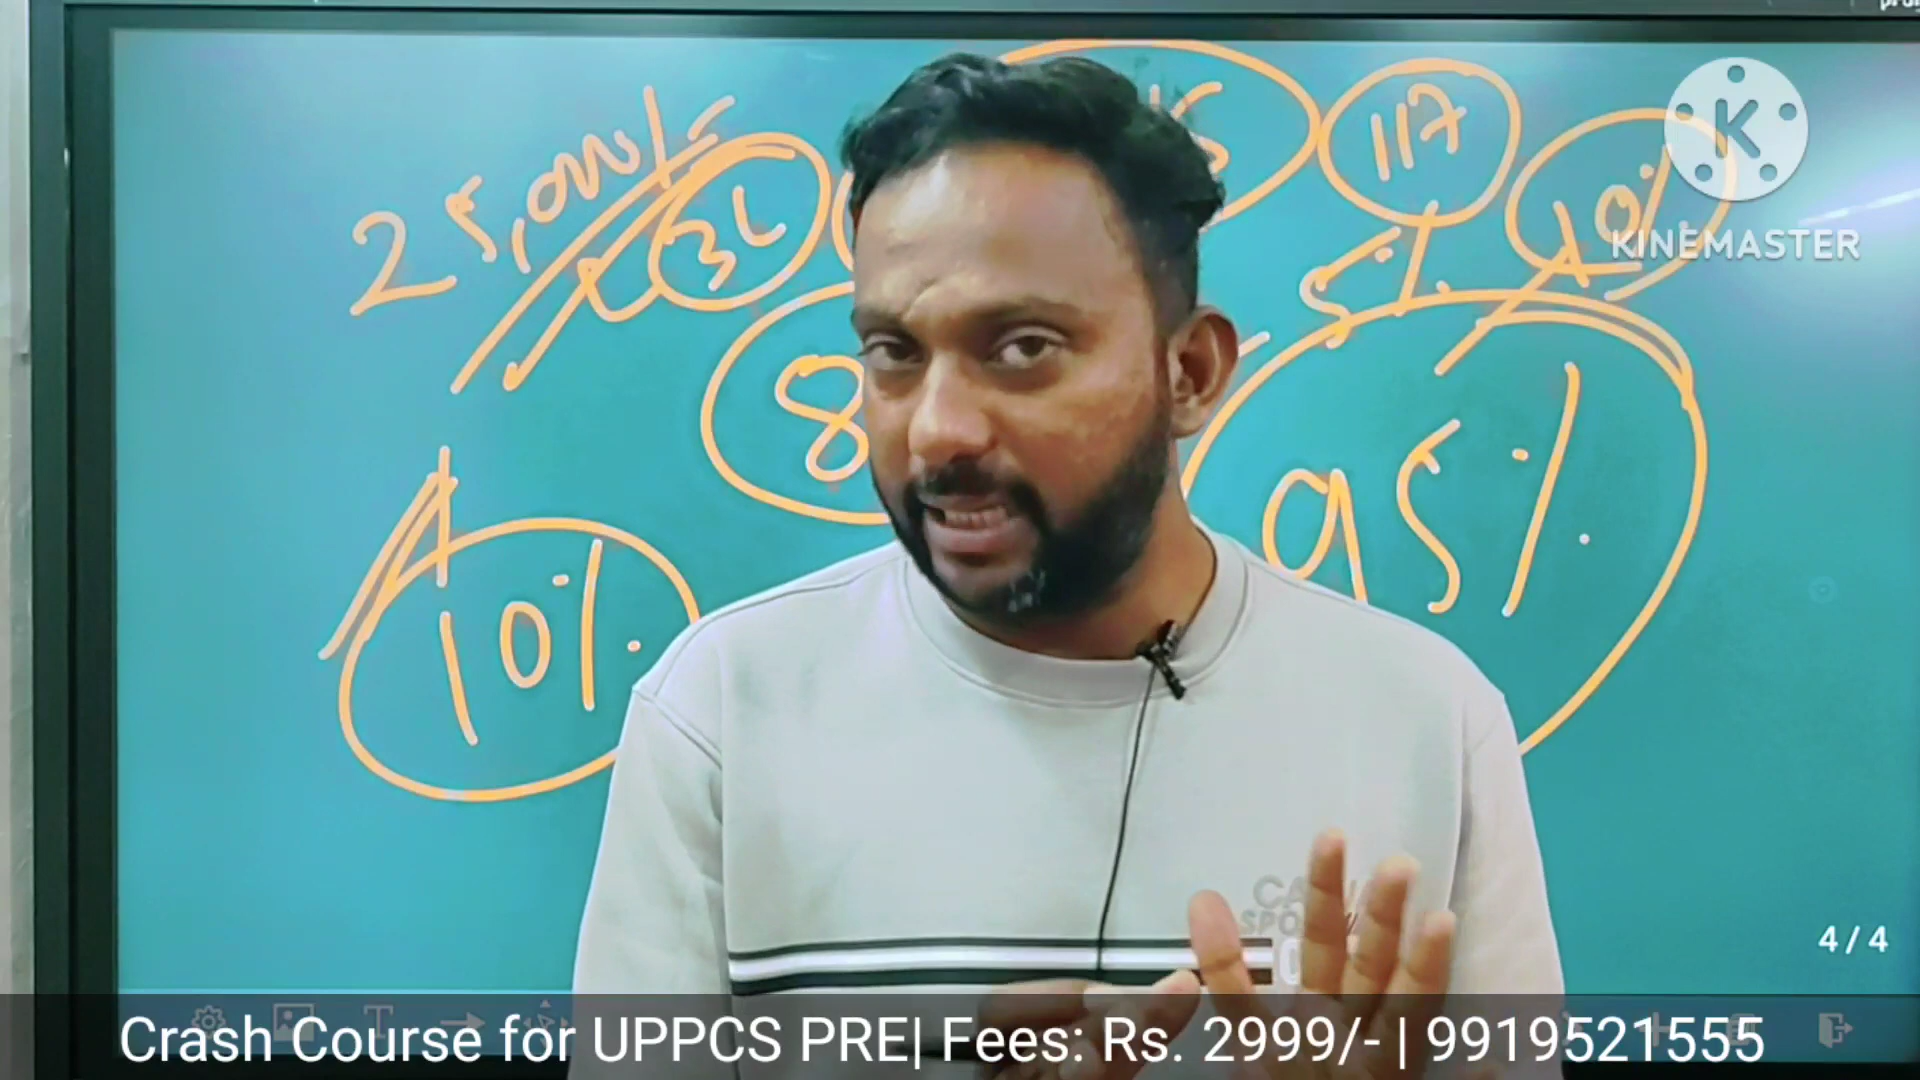 25,000/-
3L
117
10%
5%
8
95%
10%
K
KINEMASTER
4/4
Crash Course for UPPCS PRE| Fees: Rs. 2999/- | 9919521555